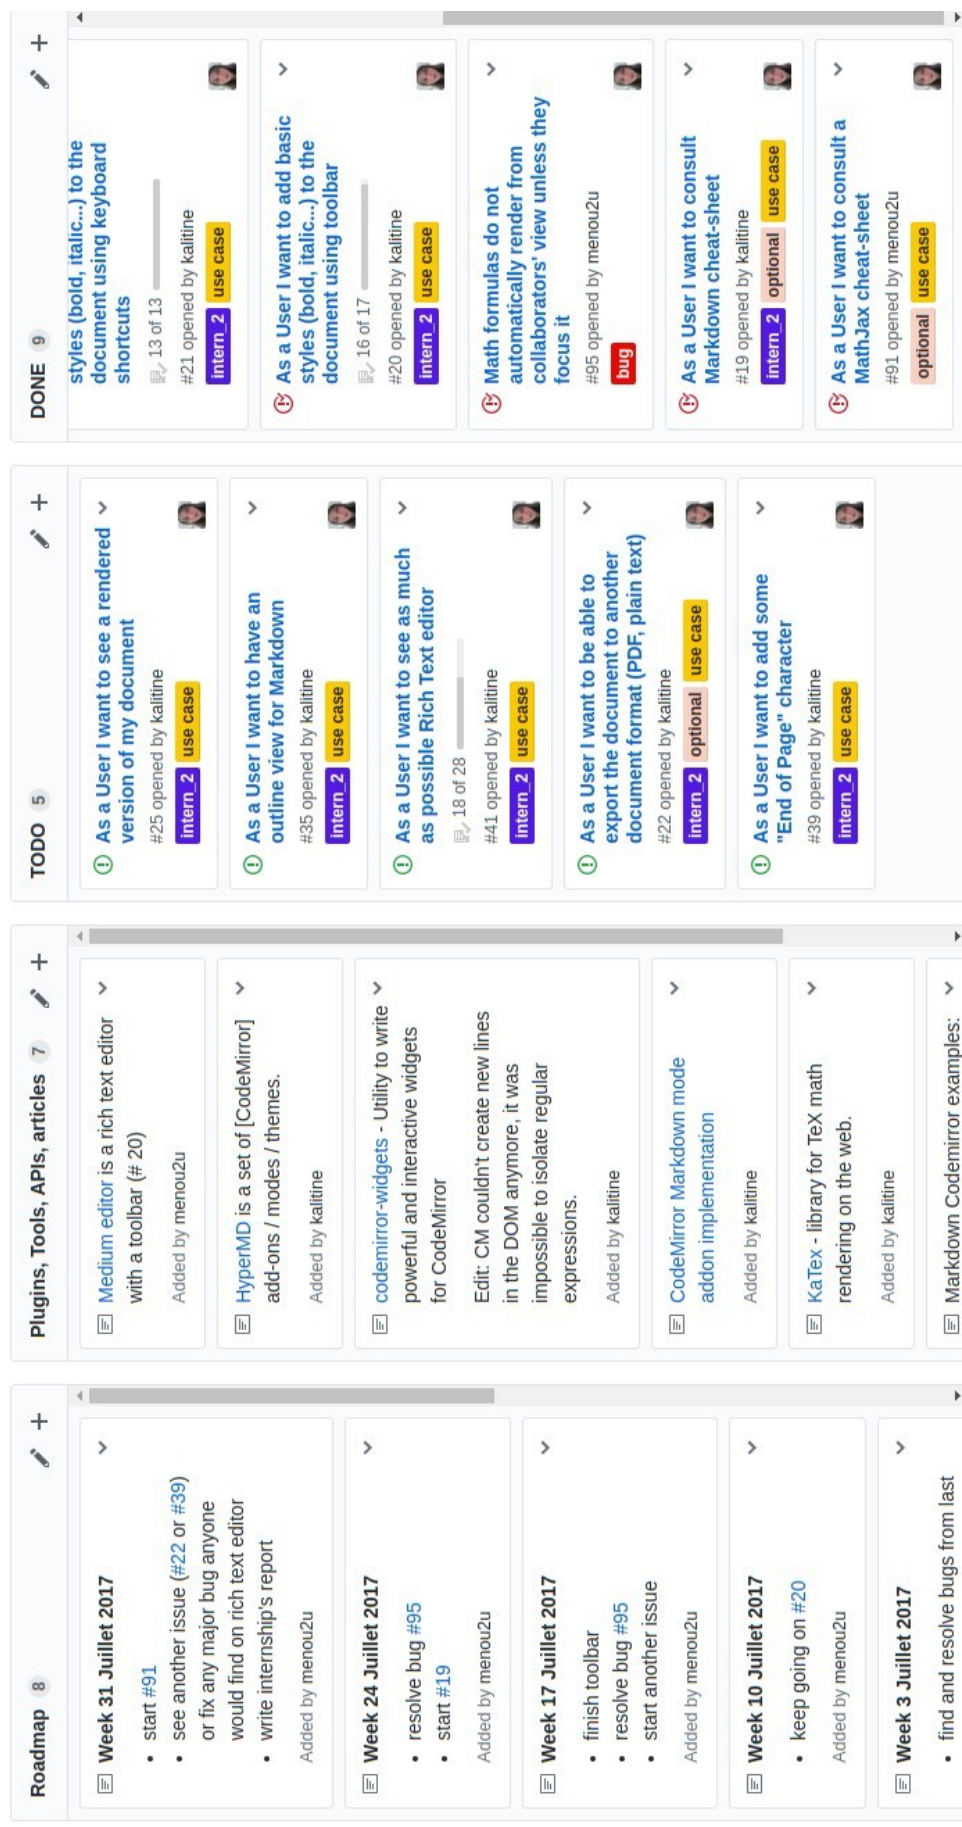 Roadmap 8
Week 31 Juillet 2017
• start #91
• see another issue (#22 or #39)
or fix any major bug anyone
would find on rich text editor
• write internship's report
Added by menou2u
Week 24 Juillet 2017
• resolve bug #95
• start #19
Added by menou2u
Week 17 Juillet 2017
• finish toolbar
• resolve bug #95
• start another issue
Added by menou2u
Week 10 Juillet 2017
• keep going on #20
Added by menou2u
Week 3 Juillet 2017
• find and resolve bugs from last
Plugins, Tools, APIs, articles 7
Medium editor is a rich text editor
with a toolbar (# 20)
Added by menou2u
HyperMD is a set of [CodeMirror]
add-ons / modes / themes.
Added by kalitine
codemirror-widgets - Utility to write
powerful and interactive widgets
for CodeMirror
Edit: CM couldn't create new lines
in the DOM anymore, it was
impossible to isolate regular
expressions.
Added by kalitine
CodeMirror Markdown mode
addon implementation
Added by kalitine
KaTex - library for TeX math
rendering on the web.
Added by kalitine
Markdown Codemirror examples:
TODO 5
As a User I want to see a rendered
version of my document
#25 opened by kalitine
intern_2 use case
As a User I want to have an
outline view for Markdown
#35 opened by kalitine
intern_2 use case
As a User I want to see as much
as possible Rich Text editor
18 of 28
#41 opened by kalitine
intern_2 use case
As a User I want to be able to
export the document to another
document format (PDF, plain text)
#22 opened by kalitine
intern_2 optional use case
As a User I want to add some
"End of Page" character
#39 opened by kalitine
intern_2 use case
DONE 9
styles (bold, italic...) to the
document using keyboard
shortcuts
13 of 13
#21 opened by kalitine
intern_2 use case
As a User I want to add basic
styles (bold, italic...) to the
document using toolbar
16 of 17
#20 opened by kalitine
intern_2 use case
Math formulas do not
automatically render from
collaborators' view unless they
focus it
#95 opened by menou2u
bug
As a User I want to consult
Markdown cheat-sheet
#19 opened by kalitine
intern_2 optional use case
As a User I want to consult a
MathJax cheat-sheet
#91 opened by menou2u
optional use case